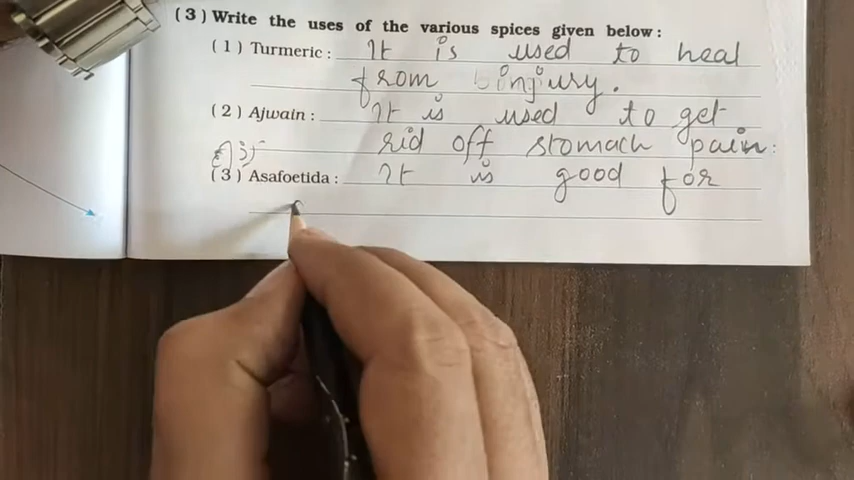 (3) Write the uses of the various spices given below :
(1) Turmeric : It is used to heal
from injury.
(2) Ajwain : It is used to get
rid off stomach pain.
(3) Asafoetida : It is good for